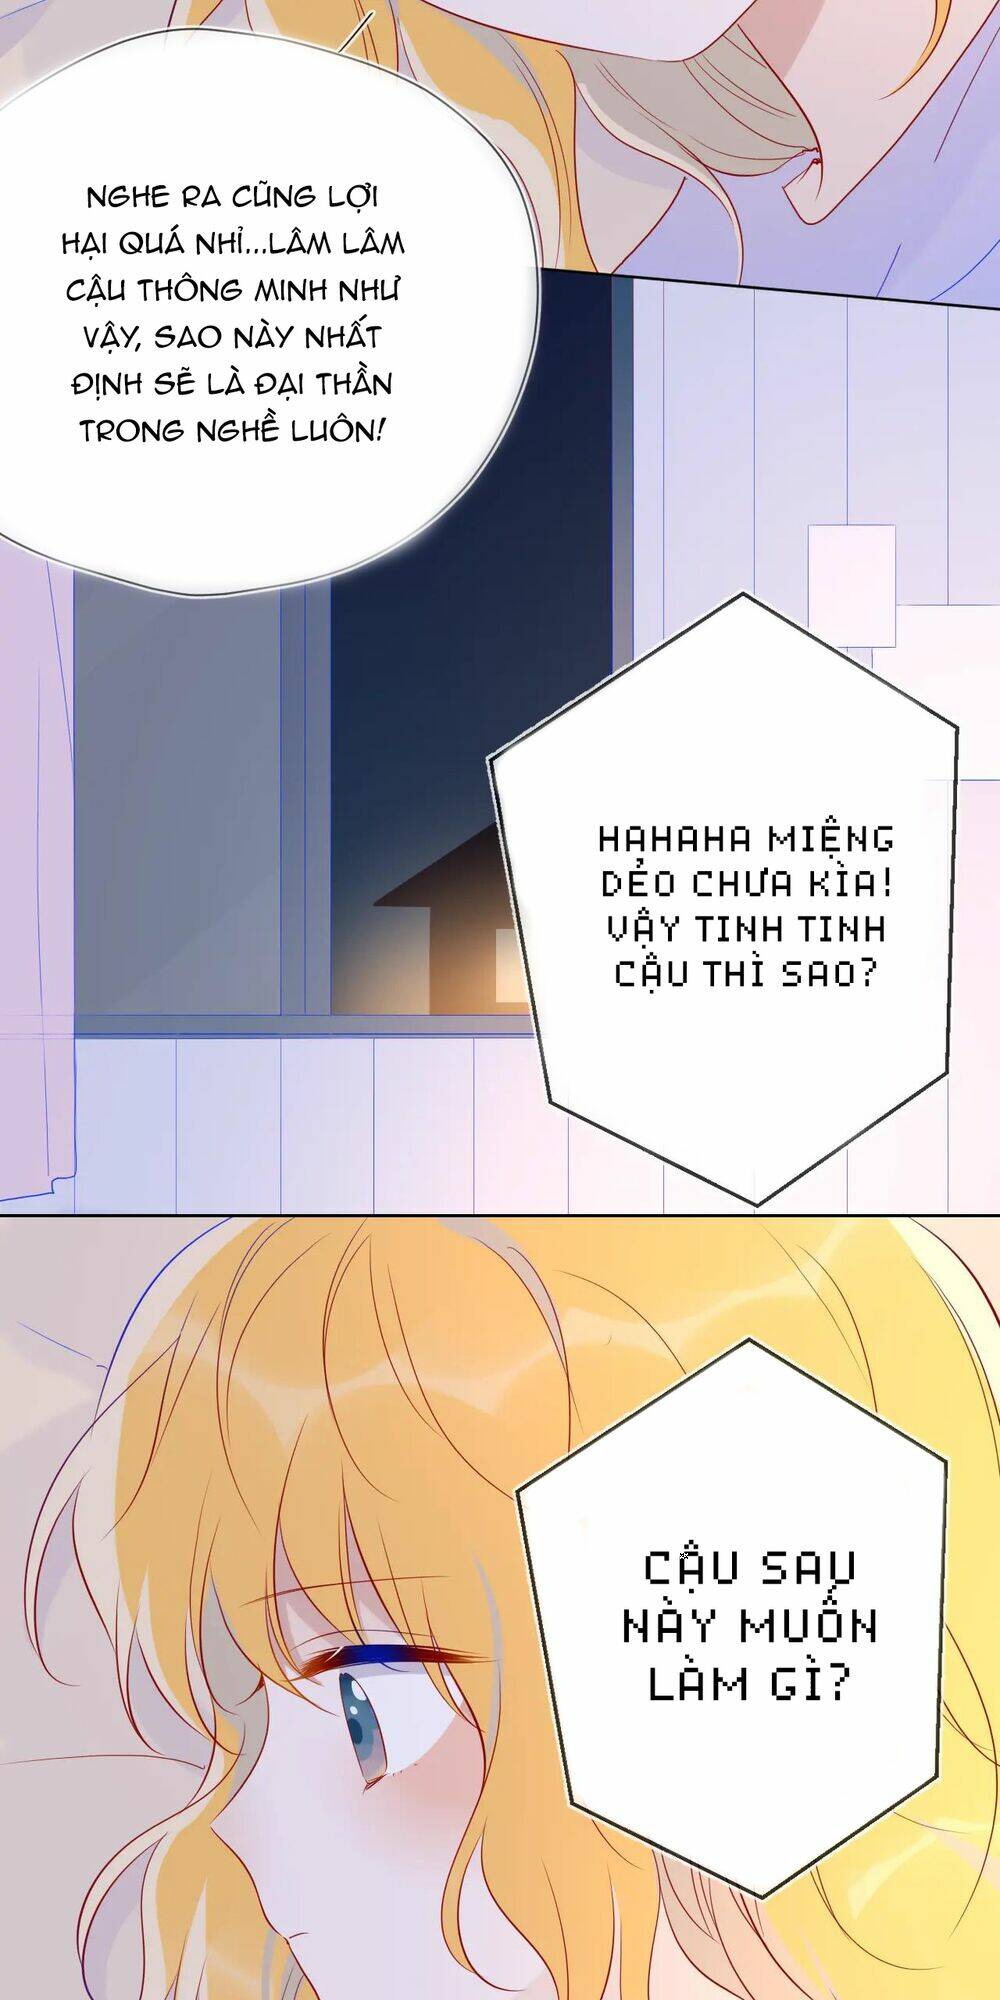 NGHE RA CŨNG LỢI
HẠI QUÁ NHỈ...LÂM LÂM
CẬU THÔNG MINH NHƯ
VẬY, SAO NÀY NHẤT
ĐỊNH SẼ LÀ ĐẠI THẦN
TRONG NGHỀ LUÔN!
HAHAHA MIỆNG
DẺO CHƯA KÌA!
VẬY TINH TINH
CẬU THÌ SAO?
CẬU SAU
NÀY MUỐN
LÀM GÌ?